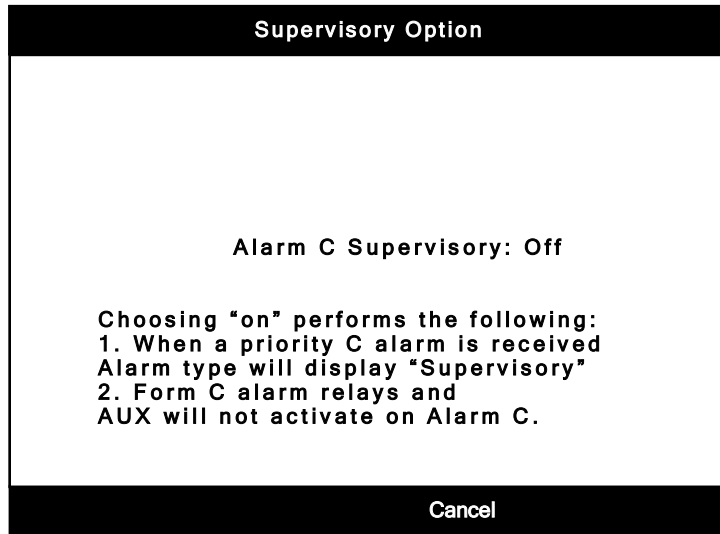 Supervisory Option
Alarm C Supervisory: Off
Choosing “on” performs the following:
1. When a priority C alarm is received
Alarm type will display “Supervisory”
2. Form C alarm relays and
AUX will not activate on Alarm C.
Cancel